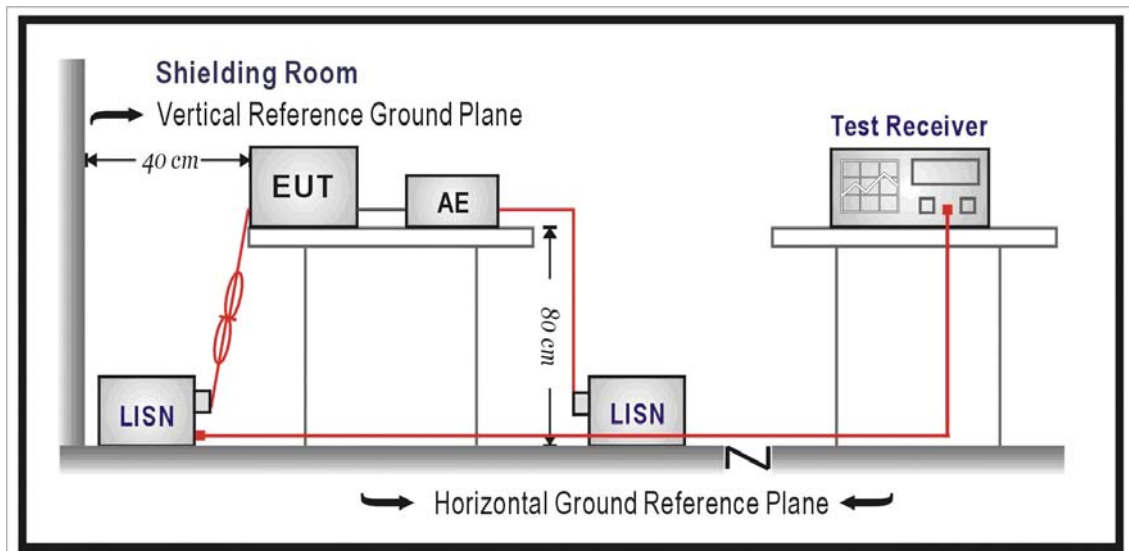 Shielding Room
Vertical Reference Ground Plane
Test Receiver
40 cm
EUT
AE
80 cm
LISN
LISN
Horizontal Ground Reference Plane